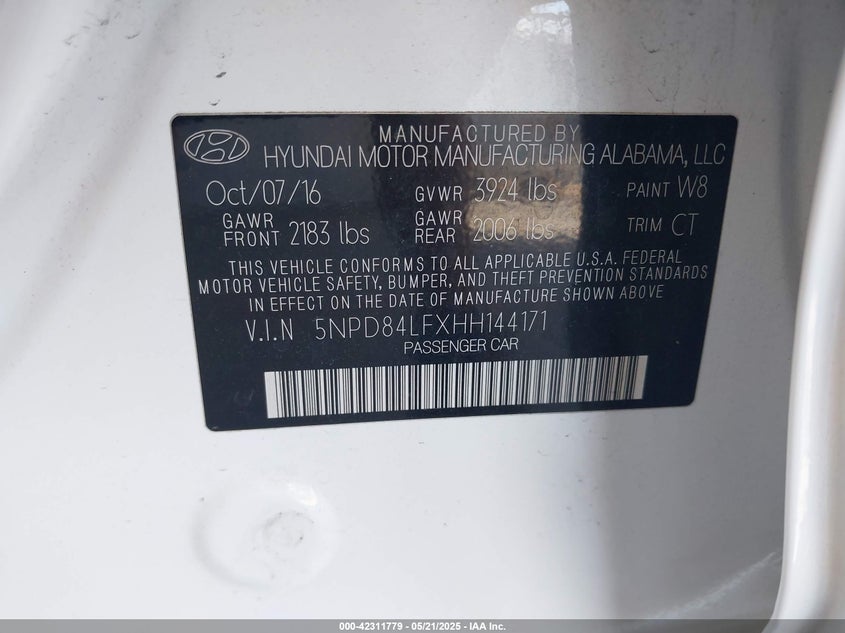 MANUFACTURED BY
HYUNDAI MOTOR MANUFACTURING ALABAMA, LLC
Oct/07/16 GVWR 3924 lbs PAINT W8
GAWR FRONT 2183 lbs GAWR REAR 2006 lbs TRIM CT
THIS VEHICLE CONFORMS TO ALL APPLICABLE U.S.A. FEDERAL
MOTOR VEHICLE SAFETY, BUMPER, AND THEFT PREVENTION STANDARDS
IN EFFECT ON THE DATE OF MANUFACTURE SHOWN ABOVE.
V.I.N 5NPD84LFXHH144171
PASSENGER CAR
000-42311779 - 05/21/2025 - IAA Inc.